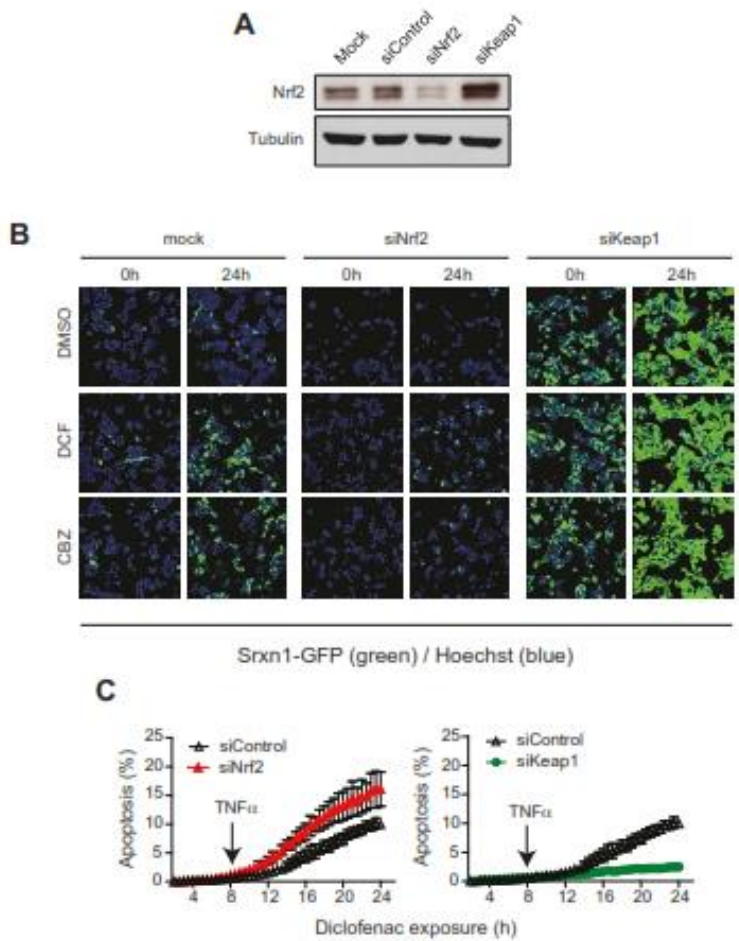 A
Mock siControl siNrf2 siKeap1
Nrf2
Tubulin
B
mock siNrf2 siKeap1
0h 24h 0h 24h 0h 24h
DMSO
DCF
CBZ
Srxn1-GFP (green) / Hoechst (blue)
C
Apoptosis (%)
25
20
15
10
5
0
siControl
siNrf2
TNFα
4 8 12 16 20 24
Apoptosis (%)
25
20
15
10
5
0
siControl
siKeap1
TNFα
4 8 12 16 20 24
Diclofenac exposure (h)